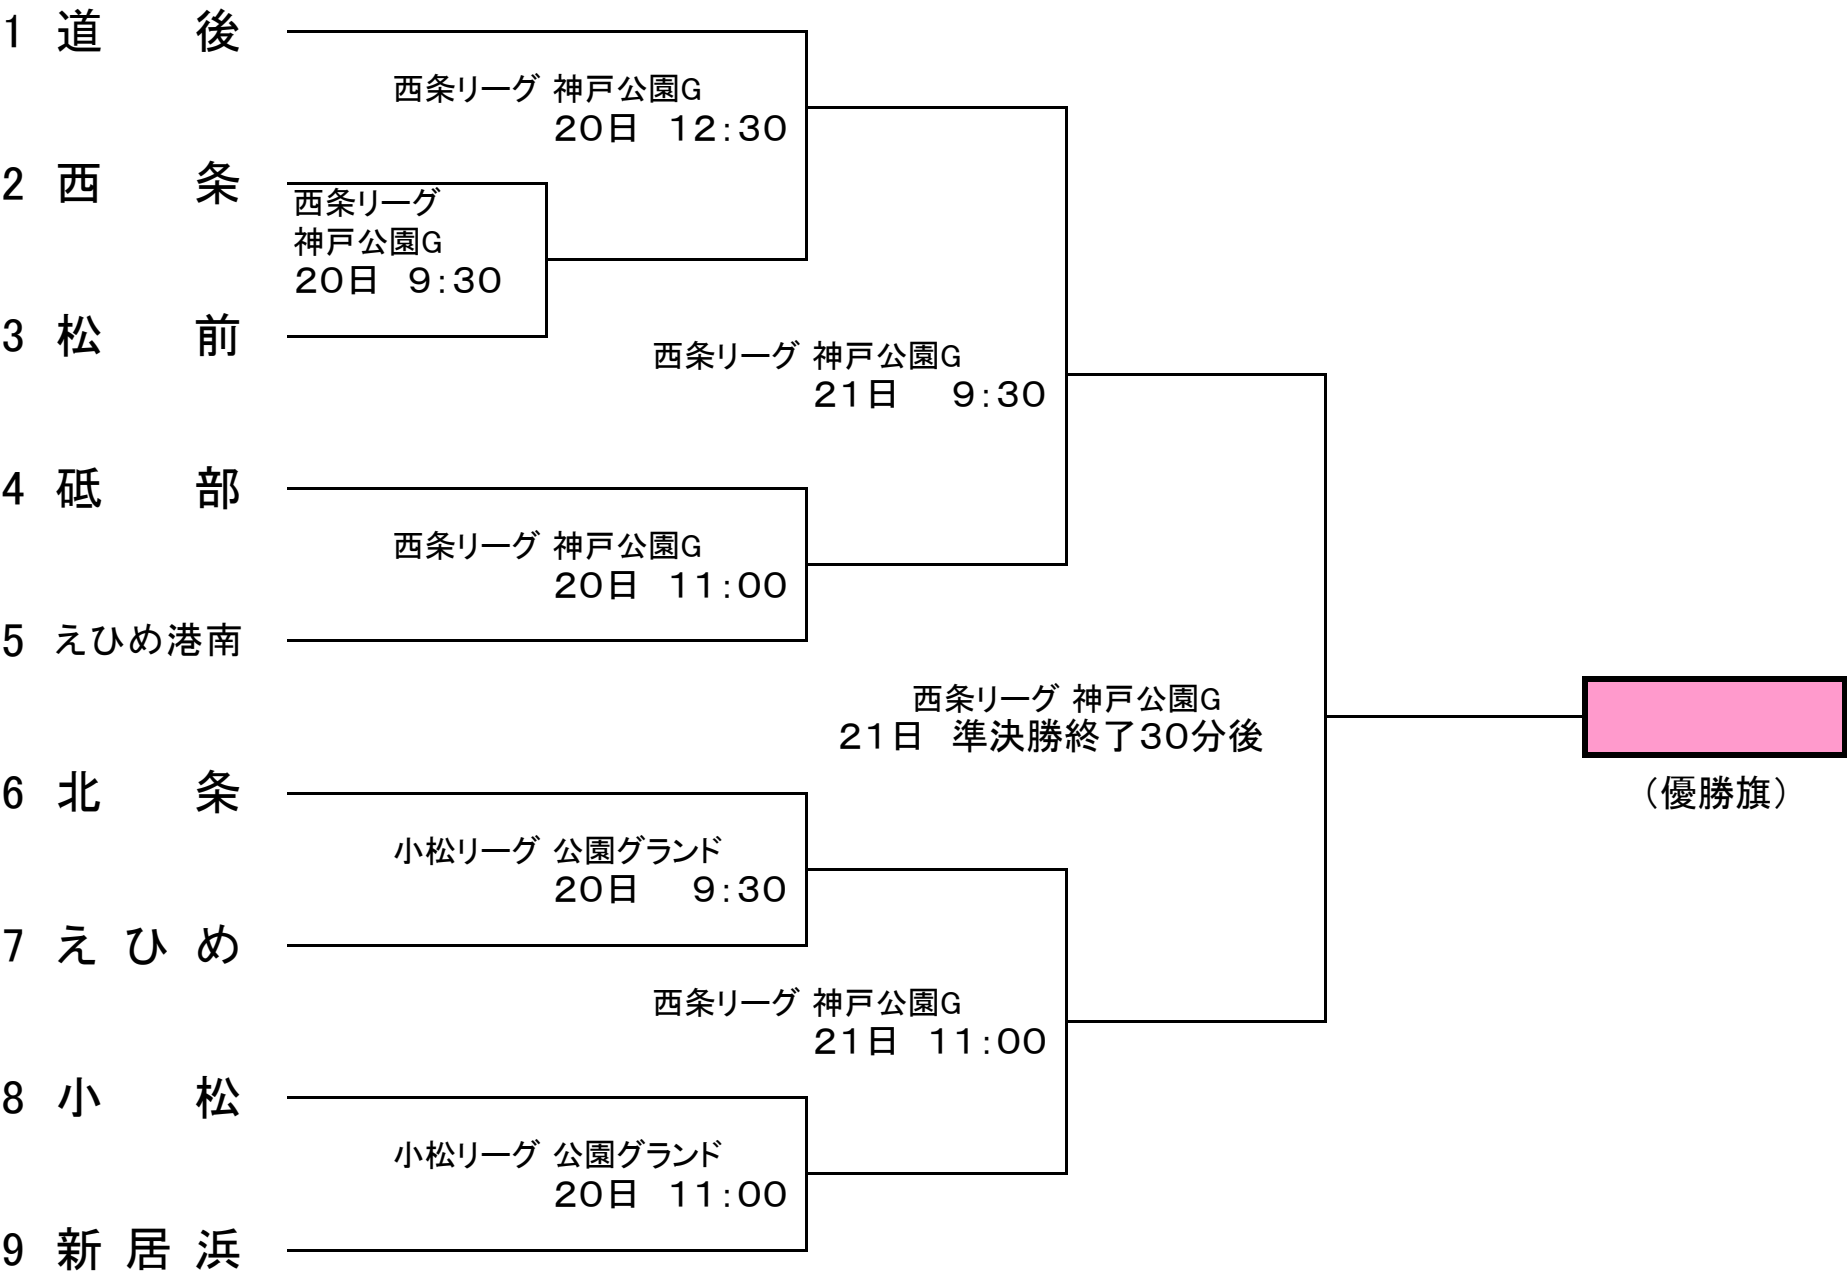 1 道後
西条リーグ 神戸公園G
20日 12:30
2 西条
西条リーグ
神戸公園G
20日 9:30
3 松前
西条リーグ 神戸公園G
21日 9:30
4 砥部
西条リーグ 神戸公園G
20日 11:00
5 えひめ港南
西条リーグ 神戸公園G
21日 準決勝終了30分後
6 北条
(優勝旗)
小松リーグ 公園グランド
20日 9:30
7 えひめ
西条リーグ 神戸公園G
21日 11:00
8 小松
小松リーグ 公園グランド
20日 11:00
9 新居浜